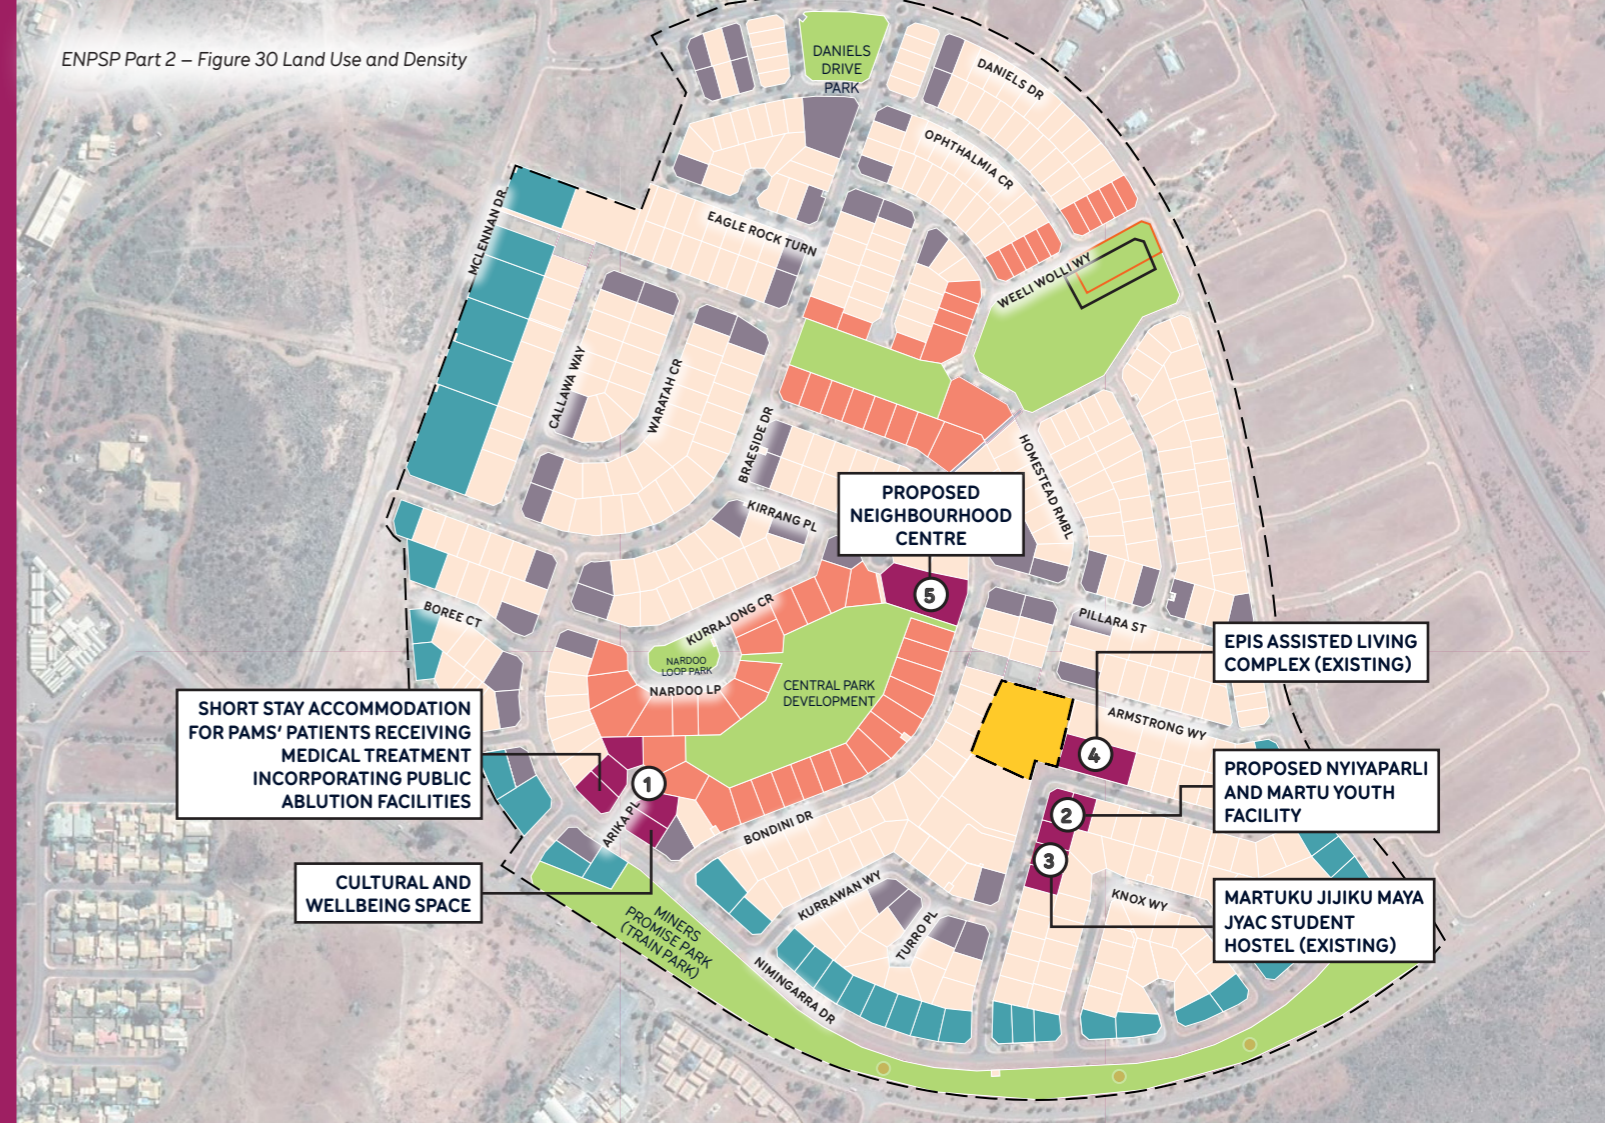 ENPSP Part 2 – Figure 30 Land Use and Density
DANIELS
DRIVE
PARK
DANIELS DR
OPHTHALMIA CR
MCLENNAN DR
EAGLE ROCK TURN
WEELI WOLLI WY
CALLAWAY WAY
WARATAH CR
BRAESIDE DR
HOMESTEAD RMBL
KIRRANG PL
PROPOSED
NEIGHBOURHOOD
CENTRE
5
BOREE CT
KURRAJONG CR
PILLARA ST
NARDOO
LOOP PARK
NARDOO LP
CENTRAL PARK
DEVELOPMENT
EPIS ASSISTED LIVING
COMPLEX (EXISTING)
ARMSTRONG WY
4
SHORT STAY ACCOMMODATION
FOR PAMS’ PATIENTS RECEIVING
MEDICAL TREATMENT
INCORPORATING PUBLIC
ABLUTION FACILITIES
1
ARIKA PL
BONDINI DR
PROPOSED NYIYAPARLI
AND MARTU YOUTH
FACILITY
2
3
CULTURAL AND
WELLBEING SPACE
KURRAWAN WY
TURRO PL
KNOX WY
MARTUKU JIJIKU MAYA
JYAC STUDENT
HOSTEL (EXISTING)
MINERS
PROMISE PARK
(TRAIN PARK)
NIMINGARRA DR